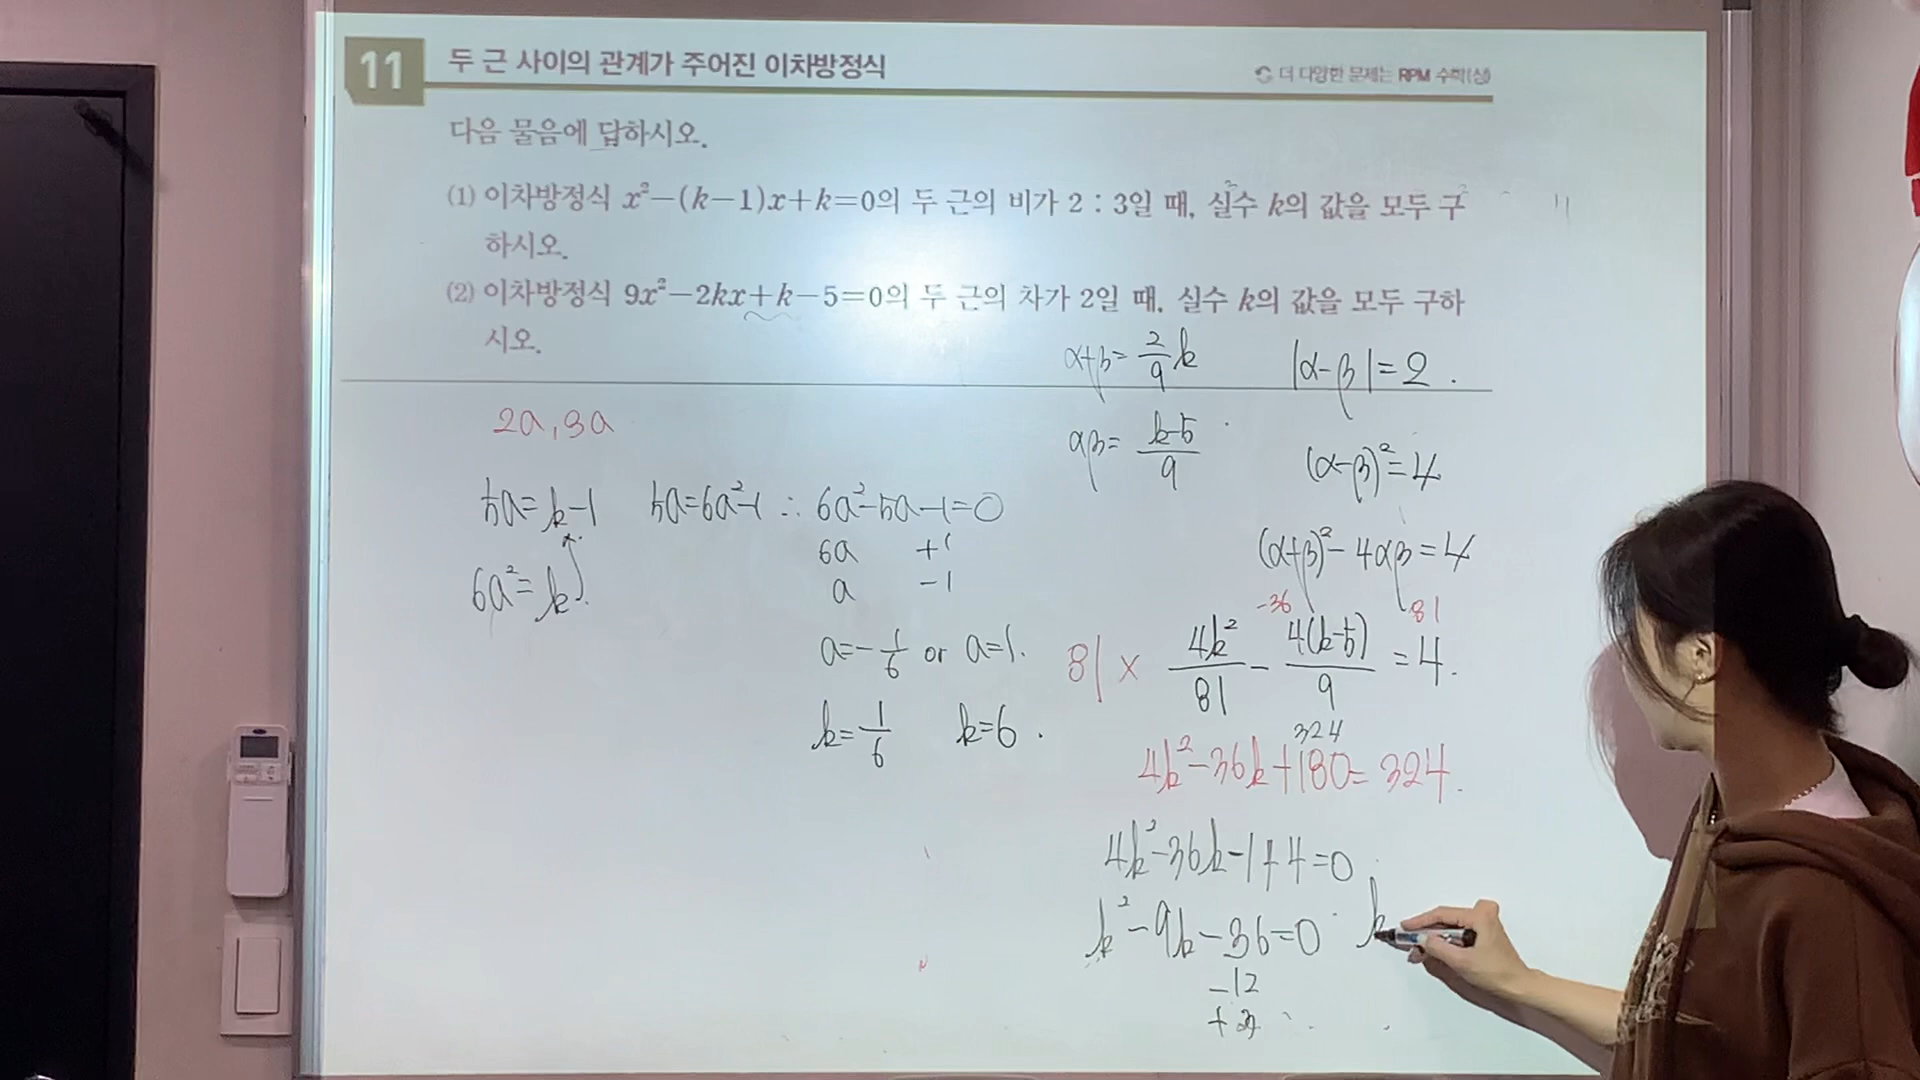 11 두 근 사이의 관계가 주어진 이차방정식
더 다양한 문제는 RPM 수학(상)
다음 물음에 답하시오.
(1) 이차방정식 x²-(k-1)x+k=0의 두 근의 비가 2 : 3일 때, 실수 k의 값을 모두 구
하시오.
(2) 이차방정식 9x²-2kx+k-5=0의 두 근의 차가 2일 때, 실수 k의 값을 모두 구하
시오.
2a, 3a
5a=k-1 5a=6a²-1 ∴ 6a²-5a-1=0
6a²=k
6a +1
a -1
a=-1/6 or a=1.
k=1/6 k=6.
α+β=2/9 k |α-β|=2.
αβ=(k-5)/9 (α-β)²=4
(α+β)²-4αβ=4
-36 81
81 × 4k²/81 - 4(k-5)/9 = 4.
324
4k²-36k+180=324.
4k²-36k-144=0
k²-9k-36=0 k
-12
+3